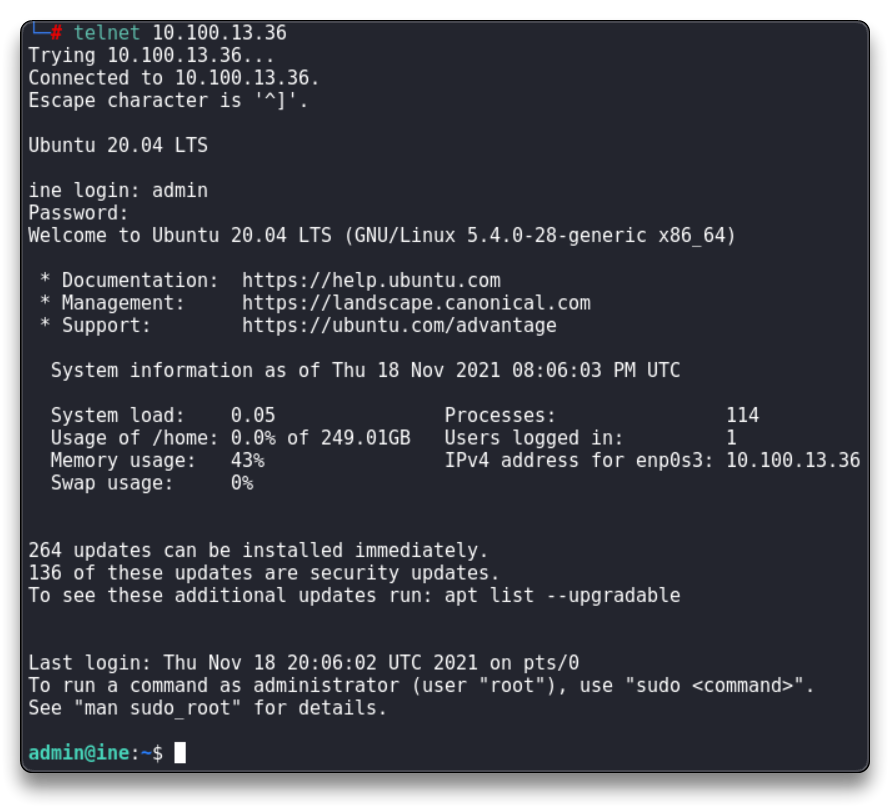 └─# telnet 10.100.13.36
Trying 10.100.13.36...
Connected to 10.100.13.36.
Escape character is '^]'.

Ubuntu 20.04 LTS

ine login: admin
Password:
Welcome to Ubuntu 20.04 LTS (GNU/Linux 5.4.0-28-generic x86_64)

 * Documentation:  https://help.ubuntu.com
 * Management:     https://landscape.canonical.com
 * Support:        https://ubuntu.com/advantage

  System information as of Thu 18 Nov 2021 08:06:03 PM UTC

  System load:    0.05               Processes:               114
  Usage of /home: 0.0% of 249.01GB   Users logged in:         1
  Memory usage:   43%                IPv4 address for enp0s3: 10.100.13.36
  Swap usage:     0%


264 updates can be installed immediately.
136 of these updates are security updates.
To see these additional updates run: apt list --upgradable


Last login: Thu Nov 18 20:06:02 UTC 2021 on pts/0
To run a command as administrator (user "root"), use "sudo <command>".
See "man sudo_root" for details.

admin@ine:~$